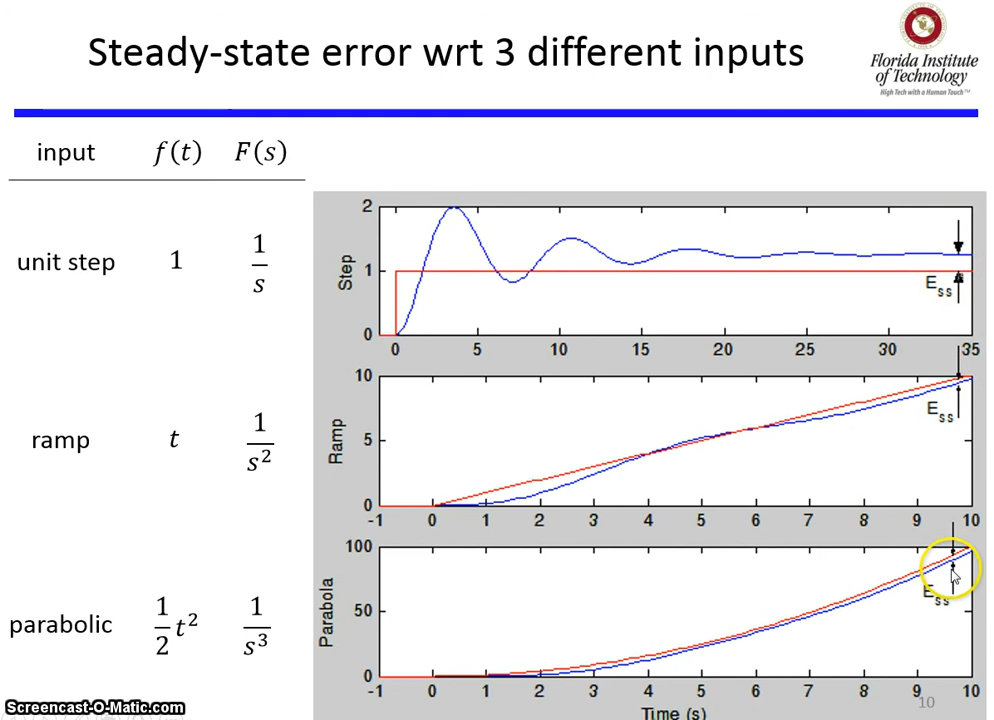 Steady-state error wrt 3 different inputs
Florida Institute
of Technology
High Tech with a Human Touch™
input f(t) F(s)
unit step 1 1/s
ramp t 1/s²
parabolic 1/2 t² 1/s³
2
1
0
Step
E_ss
0 5 10 15 20 25 30 35
10
5
0
Ramp
E_ss
-1 0 1 2 3 4 5 6 7 8 9 10
100
50
0
Parabola
E_ss
-1 0 1 2 3 4 5 6 7 8 9 10
Time (s)
10
Screencast-O-Matic.com